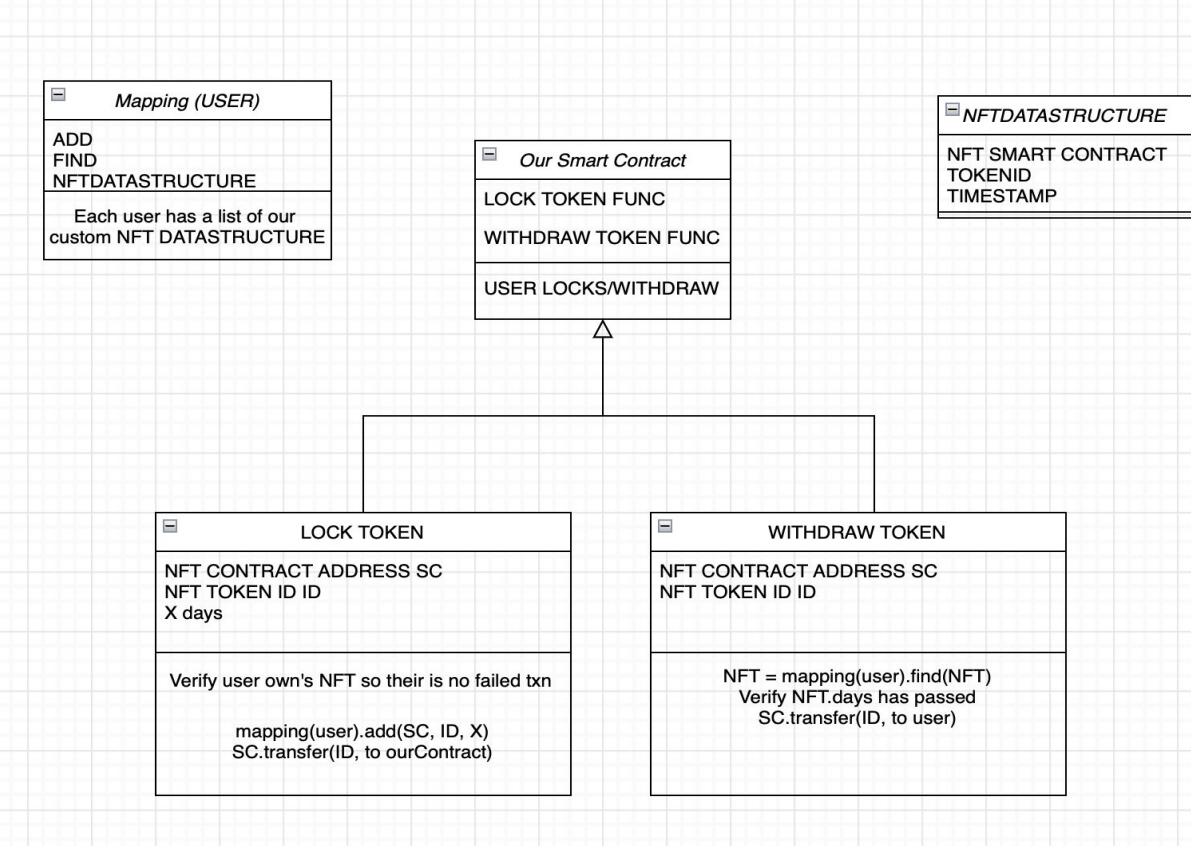 Mapping (USER)
ADD
FIND
NFTDATASTRUCTURE
Each user has a list of our
custom NFT DATASTRUCTURE
Our Smart Contract
LOCK TOKEN FUNC
WITHDRAW TOKEN FUNC
USER LOCKS/WITHDRAW
NFTDATASTRUCTURE
NFT SMART CONTRACT
TOKENID
TIMESTAMP
LOCK TOKEN
NFT CONTRACT ADDRESS SC
NFT TOKEN ID ID
X days
Verify user own's NFT so their is no failed txn
mapping(user).add(SC, ID, X)
SC.transfer(ID, to ourContract)
WITHDRAW TOKEN
NFT CONTRACT ADDRESS SC
NFT TOKEN ID ID
NFT = mapping(user).find(NFT)
Verify NFT.days has passed
SC.transfer(ID, to user)